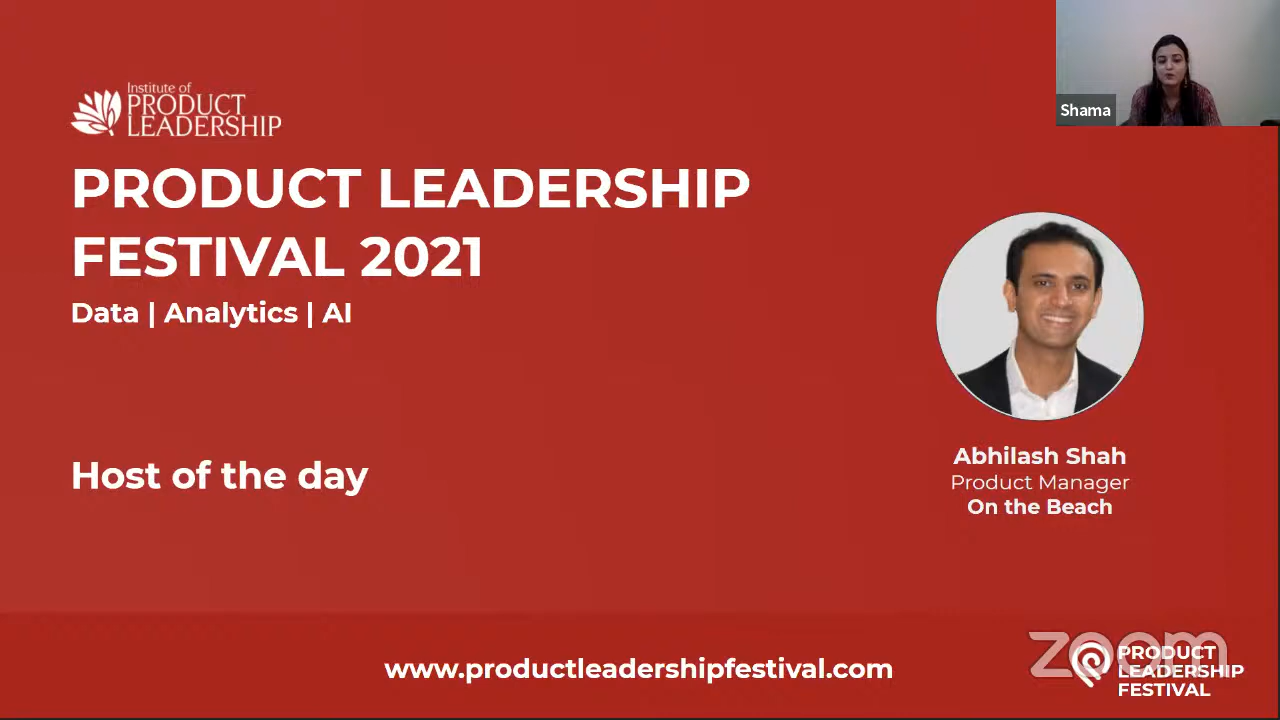 Shama
Institute of
PRODUCT
LEADERSHIP
PRODUCT LEADERSHIP
FESTIVAL 2021
Data | Analytics | AI
Host of the day
Abhilash Shah
Product Manager
On the Beach
www.productleadershipfestival.com
zoom
PRODUCT
LEADERSHIP
FESTIVAL